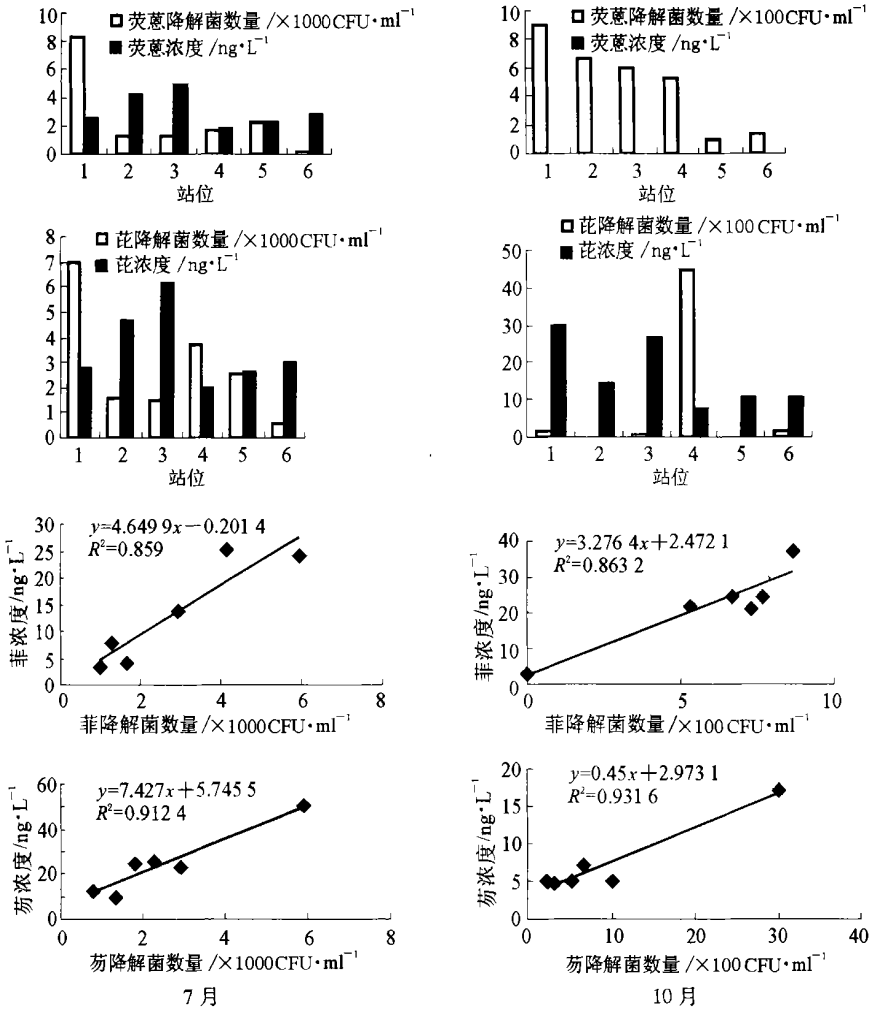 荧蒽降解菌数量/×1000CFU·ml⁻¹
荧蒽浓度/ng·L⁻¹
10
8
6
4
2
0
1 2 3 4 5 6
站位
荧蒽降解菌数量/×100CFU·ml⁻¹
荧蒽浓度/ng·L⁻¹
10
8
6
4
2
0
1 2 3 4 5 6
站位
芘降解菌数量/×1000CFU·ml⁻¹
芘浓度/ng·L⁻¹
8
7
6
5
4
3
2
1
0
1 2 3 4 5 6
站位
芘降解菌数量/×100CFU·ml⁻¹
芘浓度/ng·L⁻¹
50
40
30
20
10
0
1 2 3 4 5 6
站位
y=4.649 9x−0.201 4
R²=0.859
菲浓度/ng·L⁻¹
30
25
20
15
10
5
0
0 2 4 6 8
菲降解菌数量/×1000CFU·ml⁻¹
y=3.276 4x+2.472 1
R²=0.863 2
菲浓度/ng·L⁻¹
40
30
20
10
0
0 5 10
菲降解菌数量/×100CFU·ml⁻¹
y=7.427x+5.745 5
R²=0.912 4
芴浓度/ng·L⁻¹
60
40
20
0
0 2 4 6 8
芴降解菌数量/×1000CFU·ml⁻¹
7月
y=0.45x+2.973 1
R²=0.931 6
芴浓度/ng·L⁻¹
20
15
10
5
0
0 10 20 30 40
芴降解菌数量/×100CFU·ml⁻¹
10月